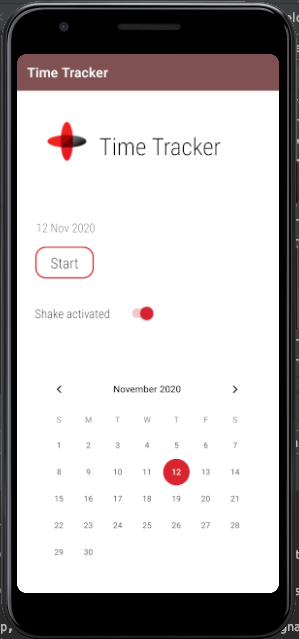 Time Tracker
Time Tracker
12 Nov 2020
Start
Shake activated
November 2020
S M T W T F S
1 2 3 4 5 6 7
8 9 10 11 12 13 14
15 16 17 18 19 20 21
22 23 24 25 26 27 28
29 30